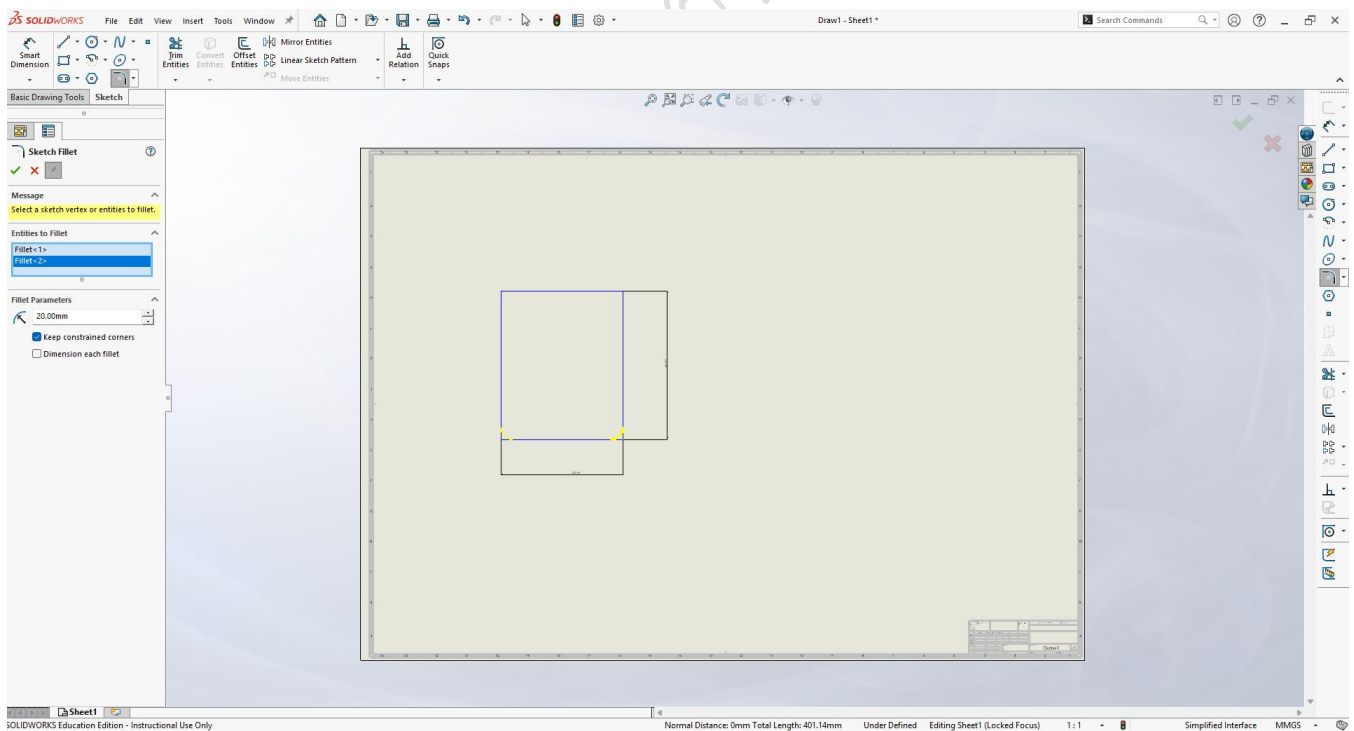 SOLIDWORKS File Edit View Insert Tools Window Draw1 - Sheet1 * Search Commands
Smart Dimension
Trim Entities
Convert Entities
Offset Entities
Mirror Entities
Linear Sketch Pattern
Move Entities
Add Relation
Quick Snaps
Basic Drawing Tools Sketch
Sketch Fillet
Message
Select a sketch vertex or entities to fillet.
Entities to Fillet
Fillet<1>
Fillet<2>
Fillet Parameters
20.00mm
Keep constrained corners
Dimension each fillet
Draw1
Sheet1
SOLIDWORKS Education Edition - Instructional Use Only Normal Distance: 0mm Total Length: 401.14mm Under Defined Editing Sheet1 (Locked Focus) 1:1 Simplified Interface MMGS